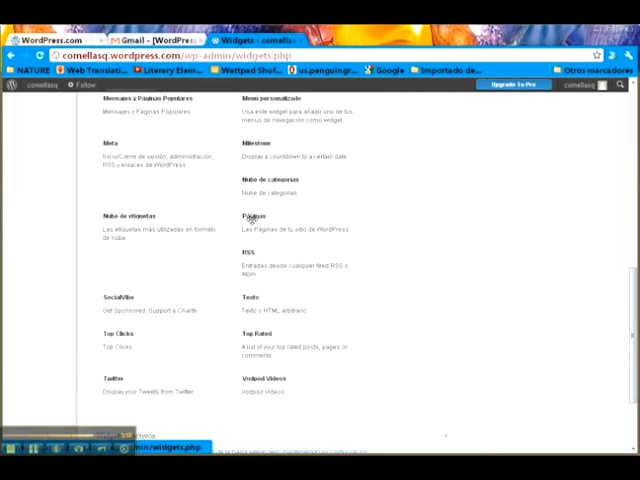 WordPress.com
Gmail - [WordPress
Widgets - comellas
comellasq.wordpress.com/wp-admin/widgets.php
NATURE
Web Translati...
Literary Elem...
Wattpad Shuf...
us.penguingr...
Google
Importado de...
Otros marcadores
comellasq
Follow
Upgrade To Pro
comellasq
Mensajes y Páginas Populares
Mensajes y Páginas Populares
Menú personalizado
Usa este widget para añadir uno de tus
menús de navegación como widget
Meta
Inicio/Cierre de sesión, administración,
RSS y enlaces de WordPress
Milestone
Display a countdown to a certain date
Nube de categorías
Nube de categorías
Nube de etiquetas
Las etiquetas más utilizadas en formato
de nube
Páginas
Las Páginas de tu sitio de WordPress
RSS
Entradas desde cualquier feed RSS o
Atom
SocialVibe
Get Sponsored. Support a Charity
Texto
Texto o HTML arbitrario
Top Clicks
Top Clicks
Top Rated
A list of your top rated posts, pages or
comments
Twitter
Display your Tweets from Twitter
Vodpod Videos
Vodpod Videos
admin/widgets.php